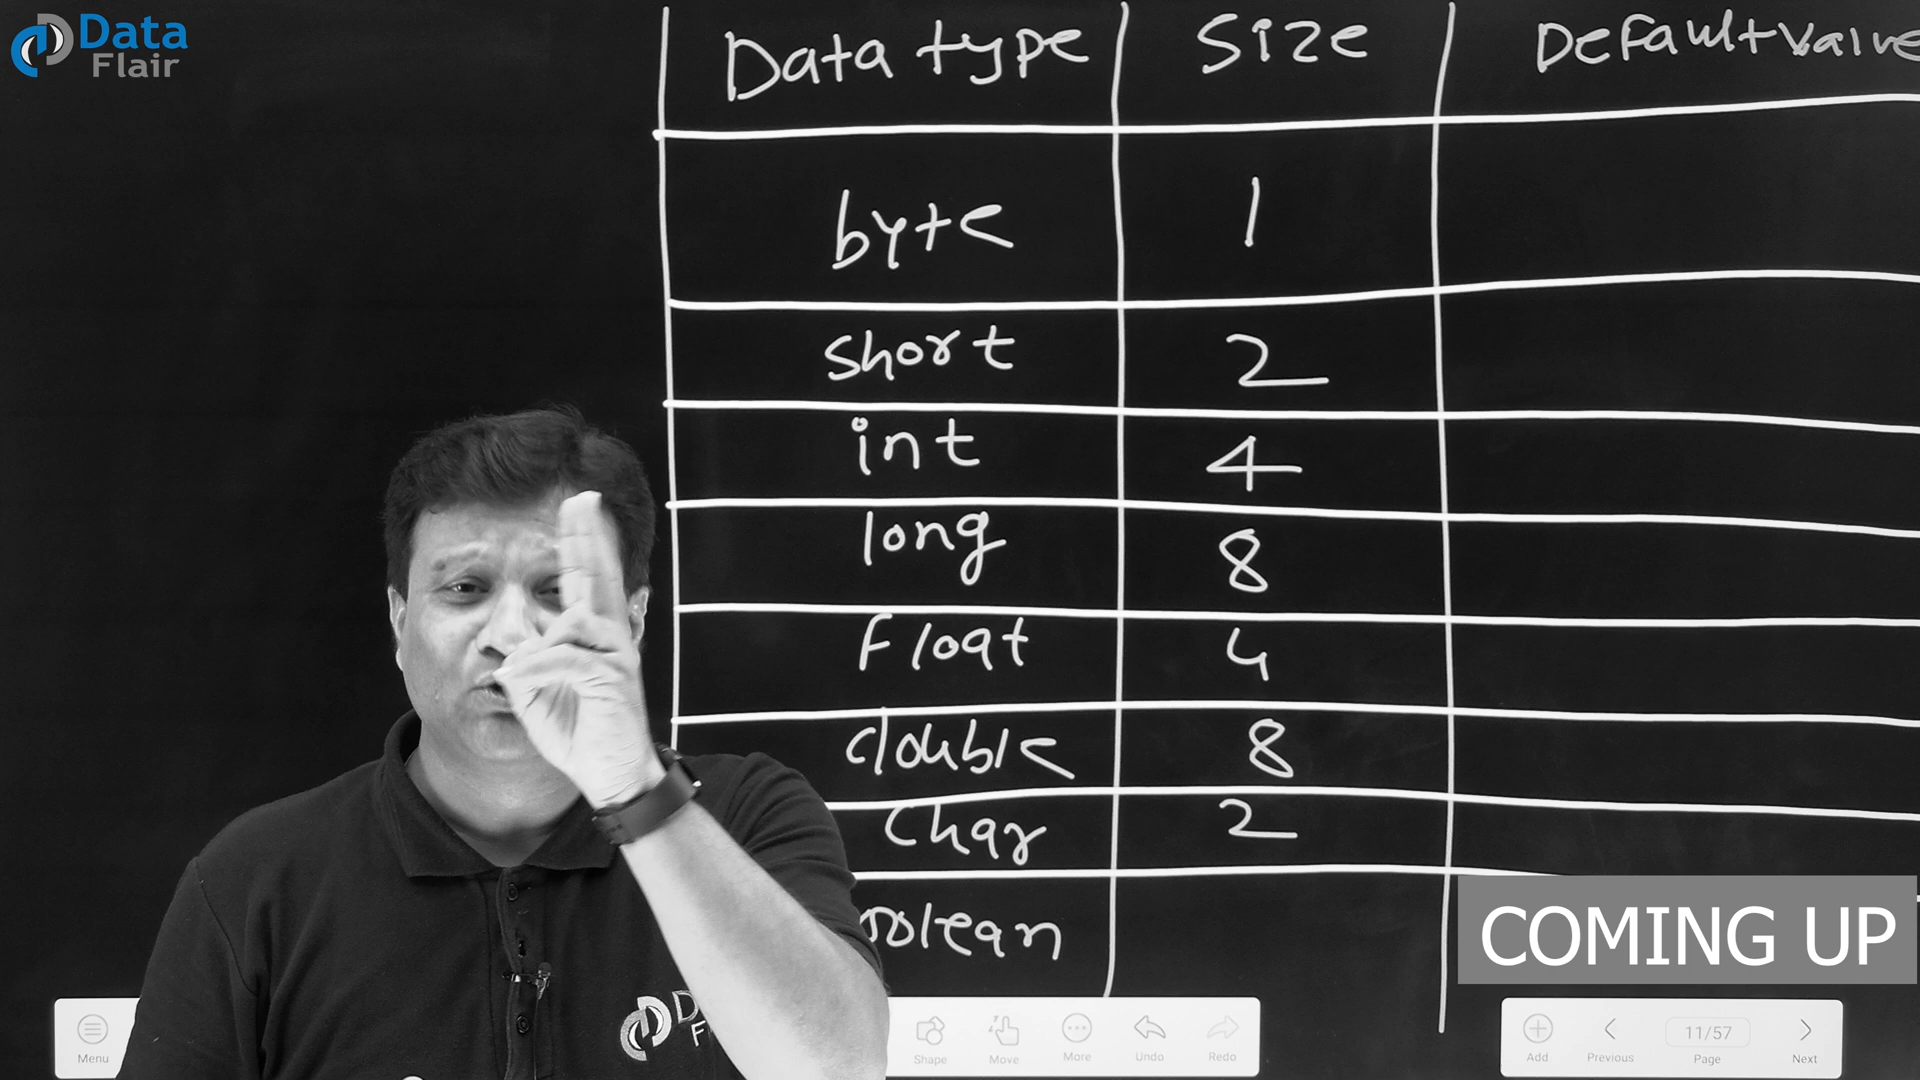 Data
Flair
Data type Size Default value
byte 1
short 2
int 4
long 8
Float 4
double 8
char 2
oolean
COMING UP
D
F
Menu
Shape Move More Undo Redo
Add Previous 11/57 Page Next